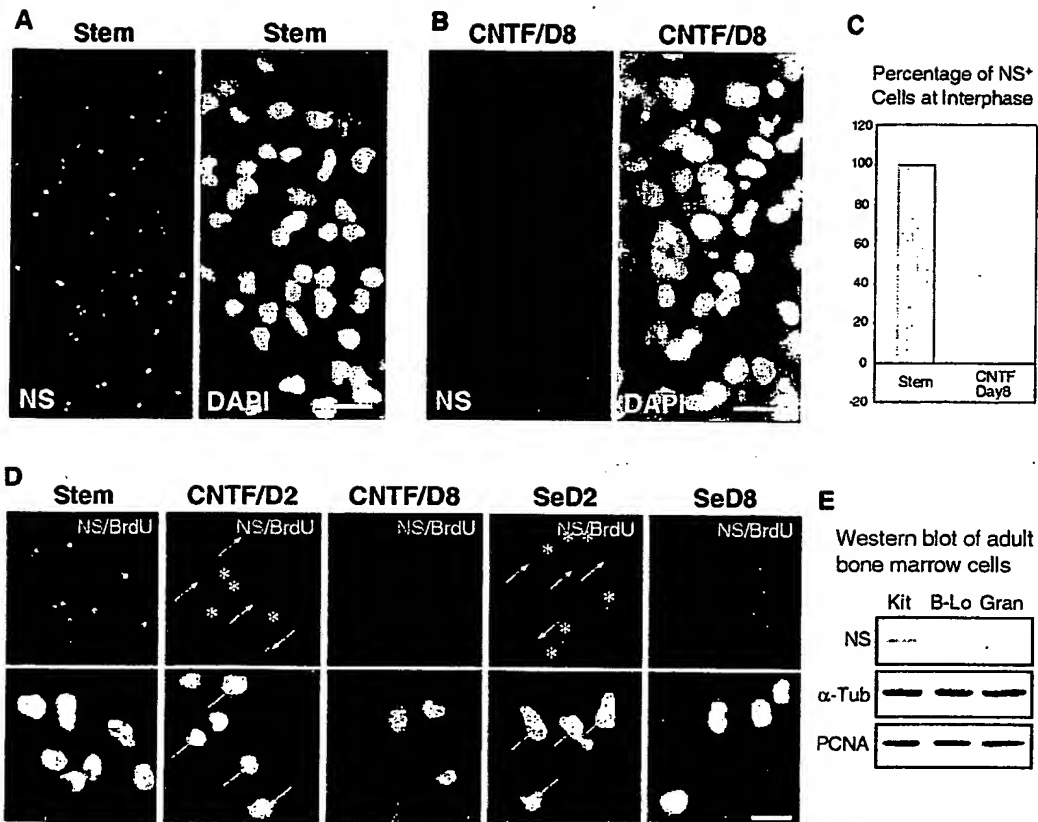 A
Stem
Stem
NS
DAPI
B
CNTF/D8
CNTF/D8
NS
DAPI
C
Percentage of NS+
Cells at Interphase
120
100
80
60
40
20
0
-20
Stem
CNTF
Day8
D
Stem
CNTF/D2
CNTF/D8
SeD2
SeD8
NS/BrdU
NS/BrdU
NS/BrdU
NS/BrdU
NS/BrdU
E
Western blot of adult
bone marrow cells
Kit B-Lo Gran
NS
α-Tub
PCNA